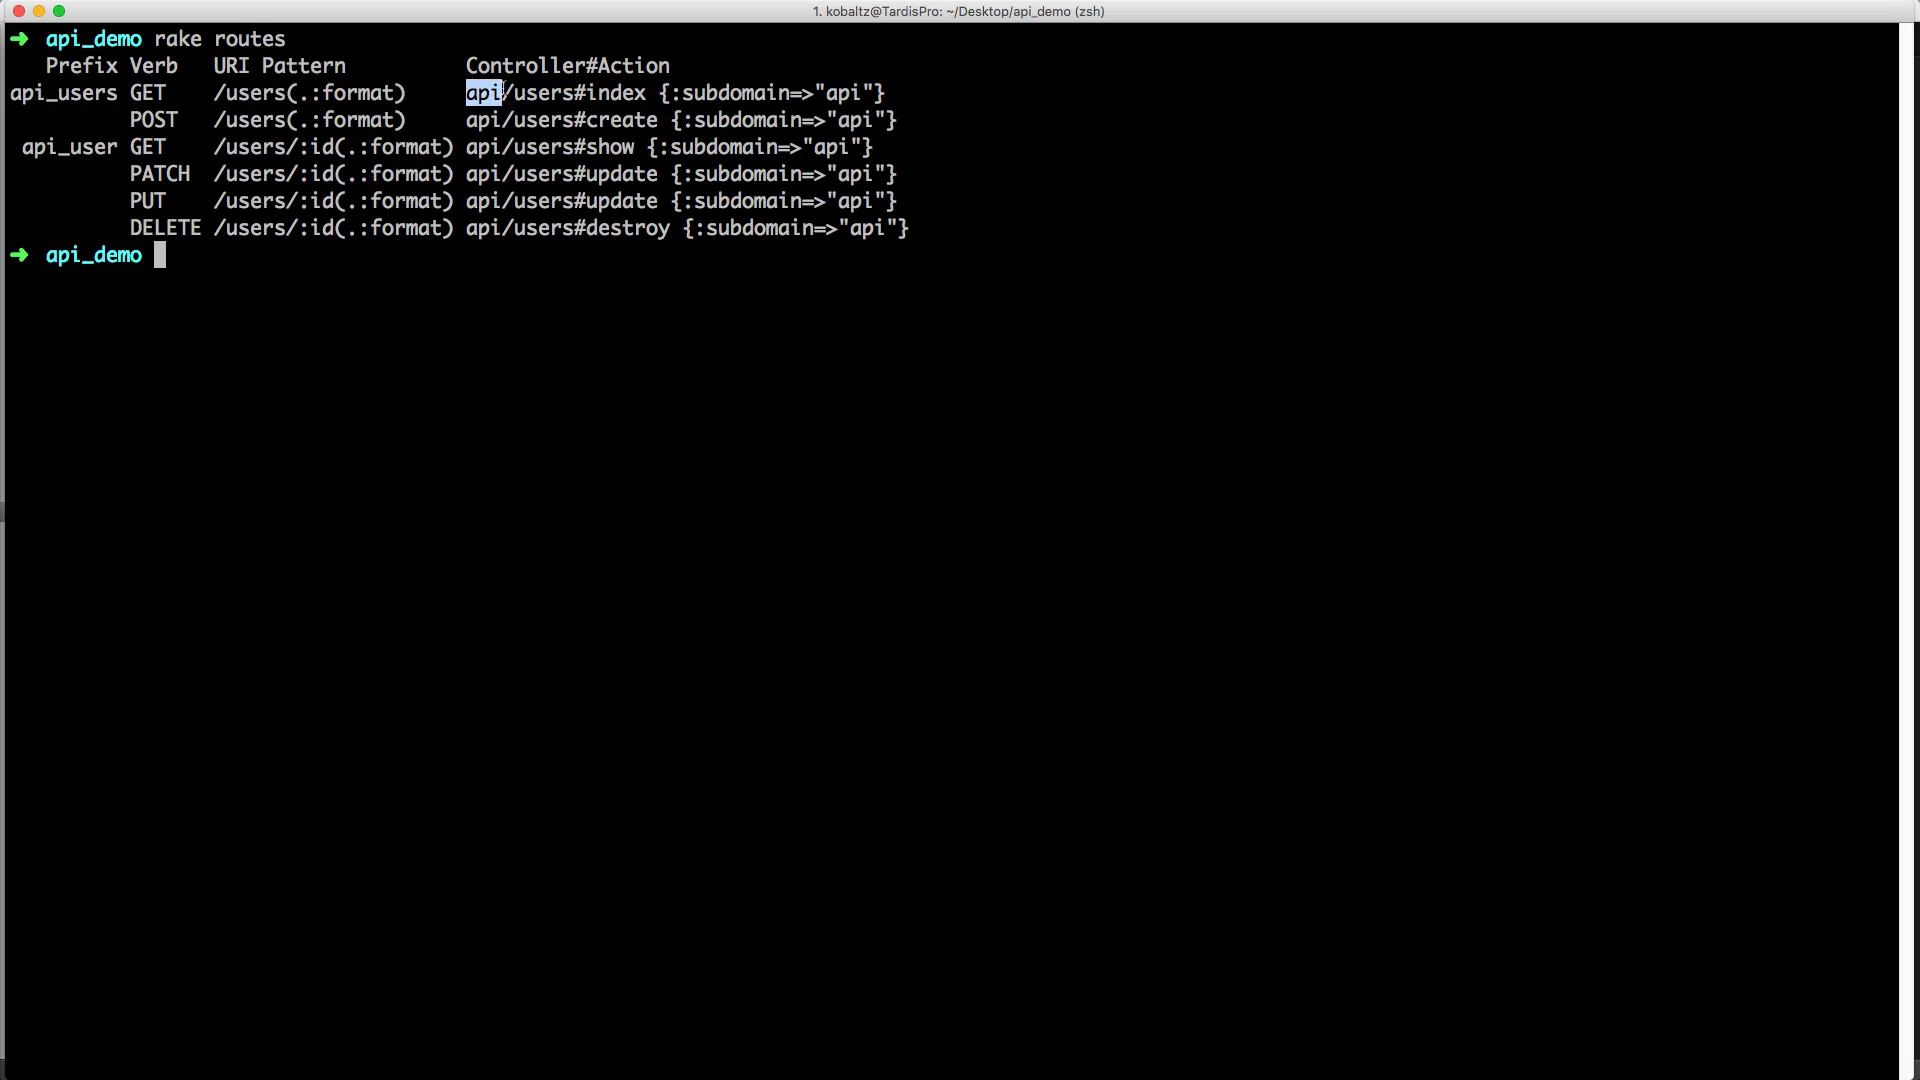 1. kobaltz@TardisPro: ~/Desktop/api_demo (zsh)
➜ api_demo rake routes
Prefix Verb URI Pattern Controller#Action
api_users GET /users(.:format) api/users#index {:subdomain=>"api"}
POST /users(.:format) api/users#create {:subdomain=>"api"}
api_user GET /users/:id(.:format) api/users#show {:subdomain=>"api"}
PATCH /users/:id(.:format) api/users#update {:subdomain=>"api"}
PUT /users/:id(.:format) api/users#update {:subdomain=>"api"}
DELETE /users/:id(.:format) api/users#destroy {:subdomain=>"api"}
➜ api_demo